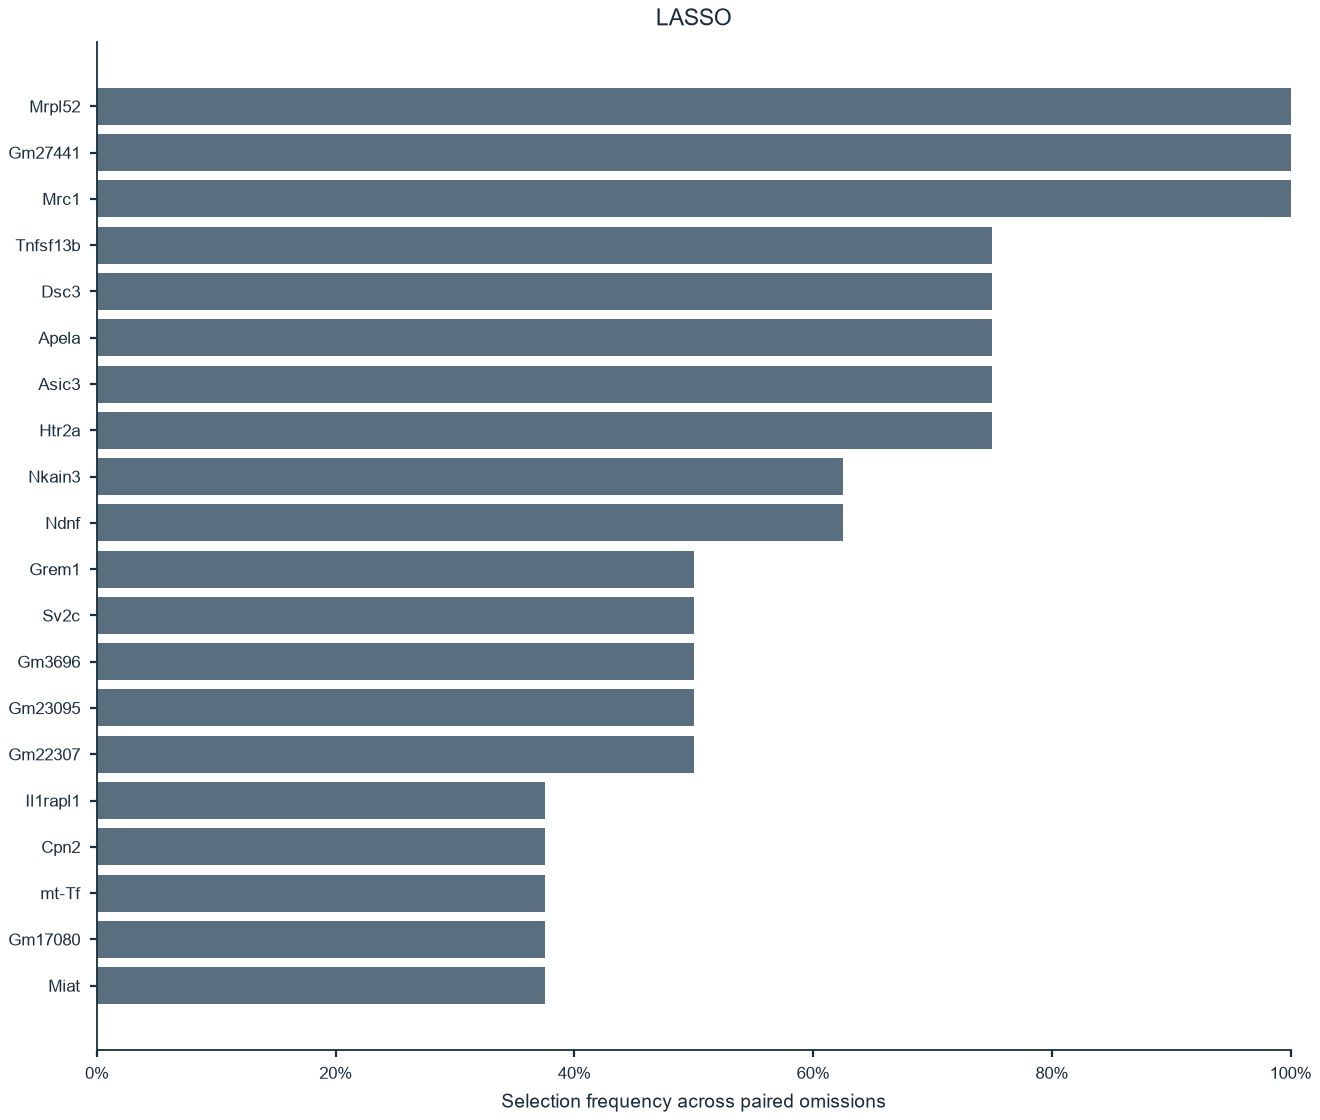 LASSO
Mrpl52
Gm27441
Mrc1
Tnfsf13b
Dsc3
Apela
Asic3
Htr2a
Nkain3
Ndnf
Grem1
Sv2c
Gm3696
Gm23095
Gm22307
Il1rapl1
Cpn2
mt-Tf
Gm17080
Miat
0% 20% 40% 60% 80% 100%
Selection frequency across paired omissions